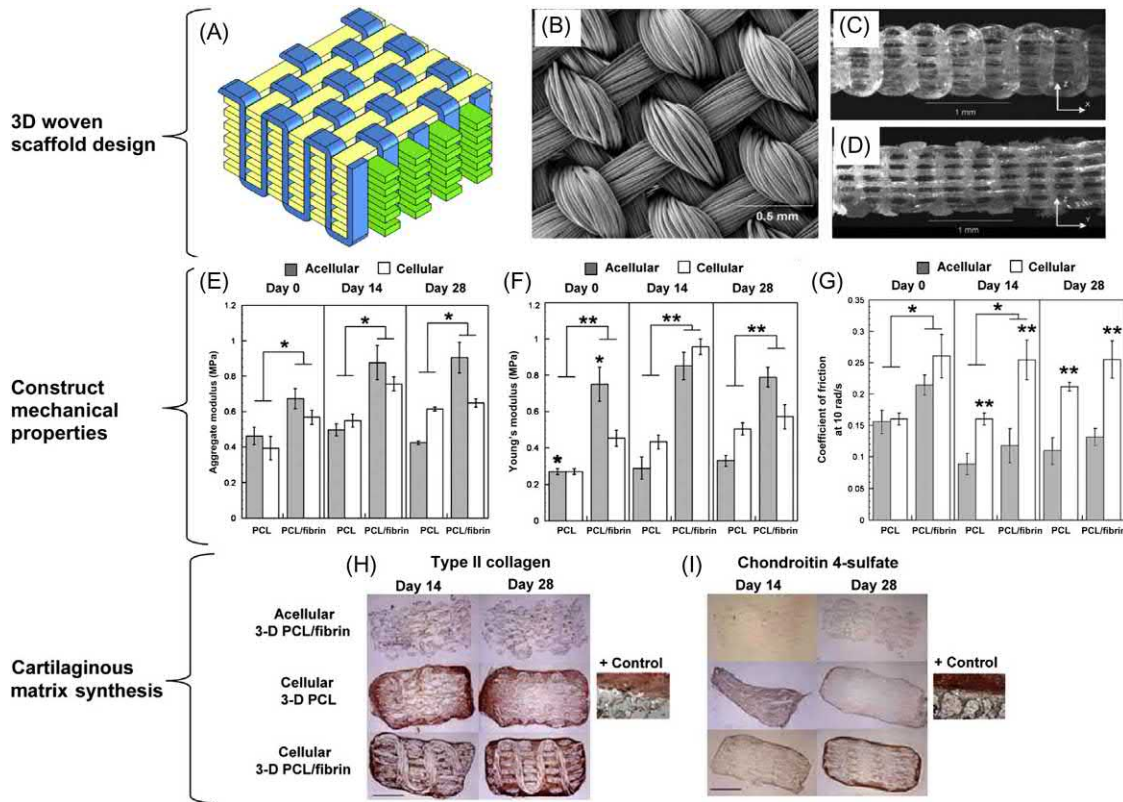 3D woven
scaffold design
(A)
(B)
0.5 mm
(C)
Z
X
1 mm
(D)
Z
Y
1 mm
Construct
mechanical
properties
(E)
Acellular Cellular
Day 0 Day 14 Day 28
Aggregate modulus (MPa)
1.2
1
0.8
0.6
0.4
0.2
0
* * *
PCL PCL/fibrin PCL PCL/fibrin PCL PCL/fibrin
(F)
Acellular Cellular
Day 0 Day 14 Day 28
Young's modulus (MPa)
1.2
1
0.8
0.6
0.4
0.2
0
** ** **
*
*
PCL PCL/fibrin PCL PCL/fibrin PCL PCL/fibrin
(G)
Acellular Cellular
Day 0 Day 14 Day 28
Coefficient of friction
at 10 rad/s
0.35
0.3
0.25
0.2
0.15
0.1
0.05
0
* *
** **
** **
PCL PCL/fibrin PCL PCL/fibrin PCL PCL/fibrin
Cartilaginous
matrix synthesis
(H)
Type II collagen
Day 14 Day 28
Acellular
3-D PCL/fibrin
Cellular
3-D PCL
Cellular
3-D PCL/fibrin
+ Control
(I)
Chondroitin 4-sulfate
Day 14 Day 28
+ Control